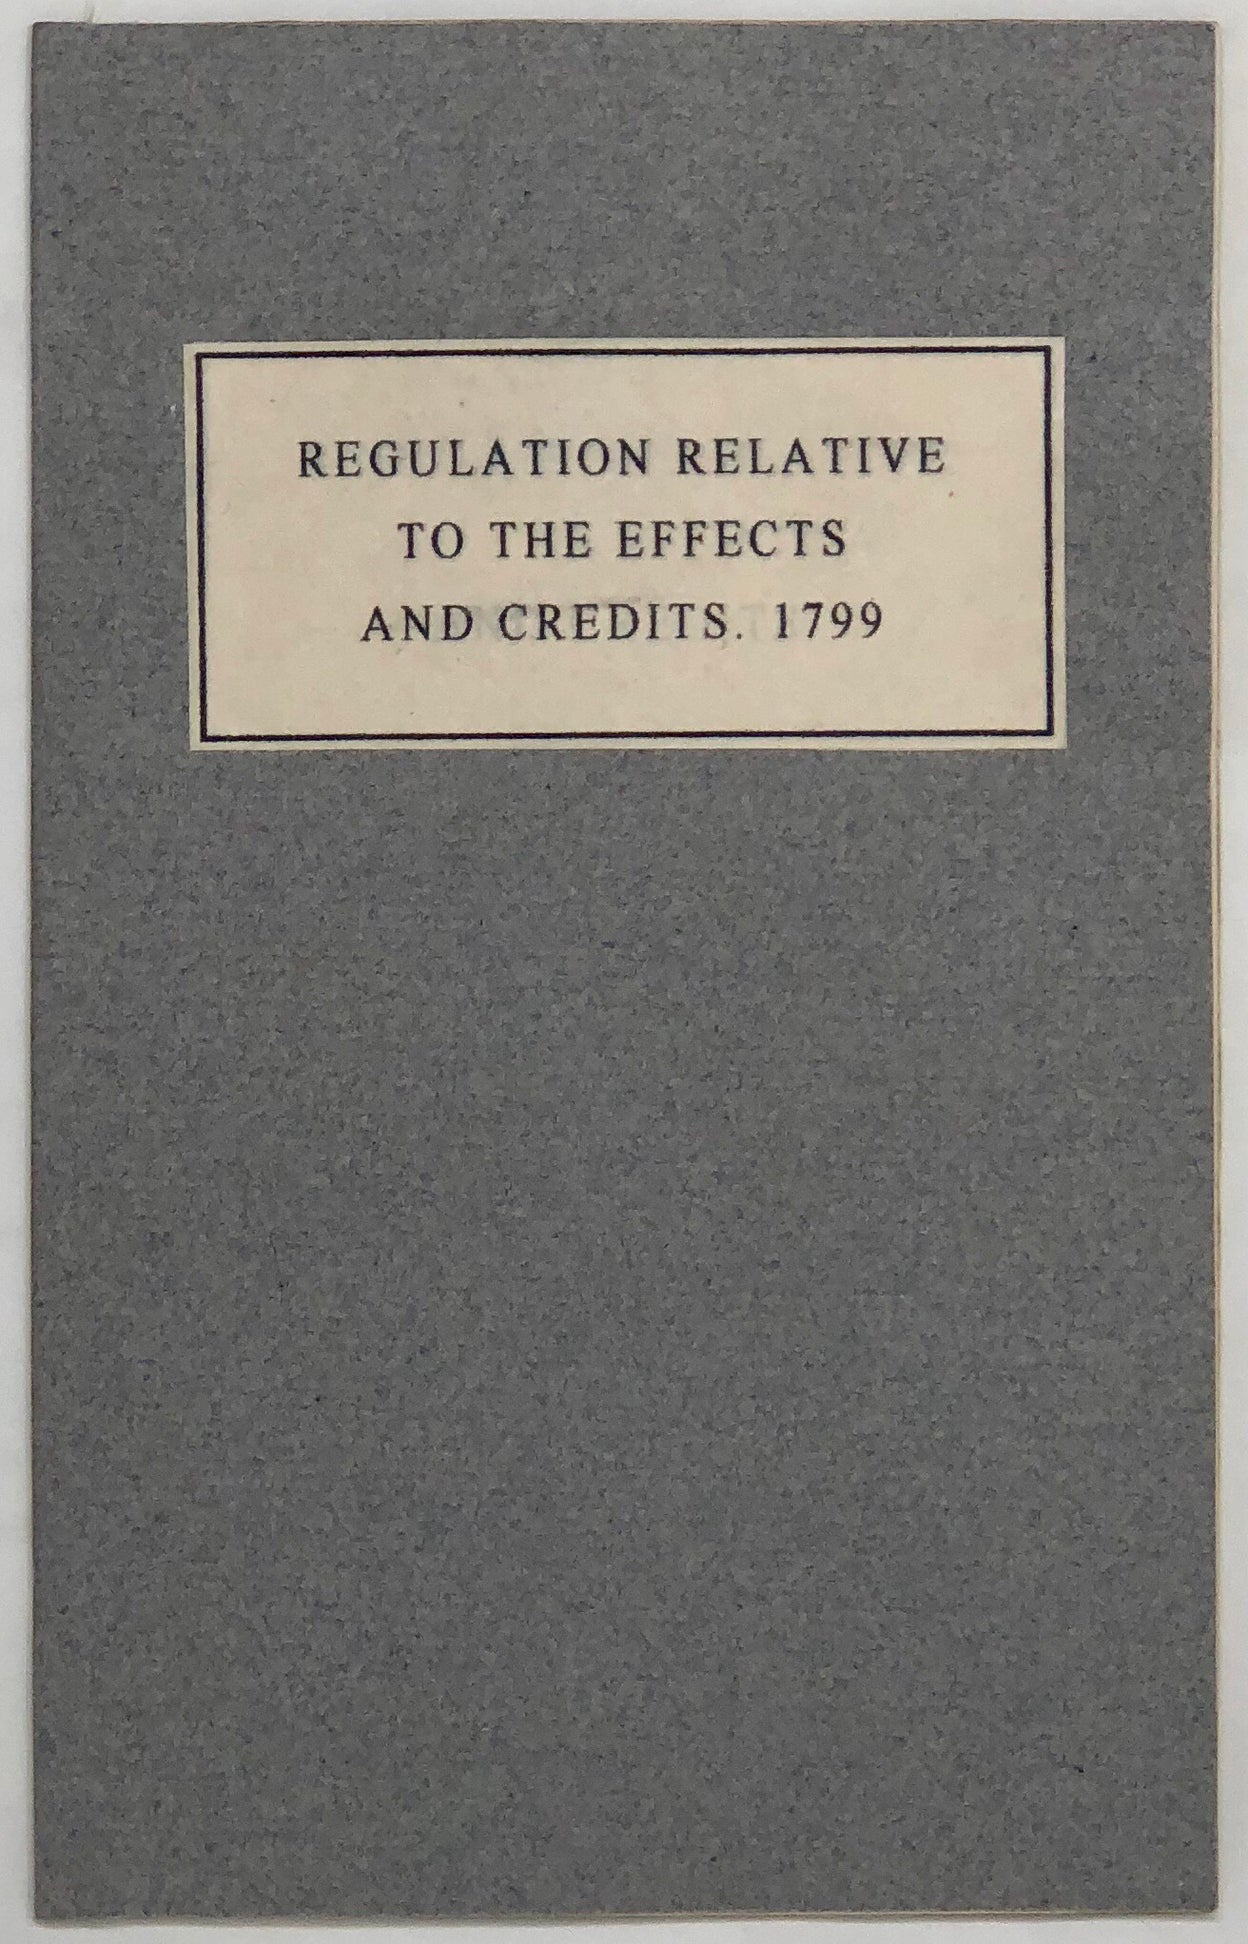 REGULATION RELATIVE
TO THE EFFECTS
AND CREDITS. 1799